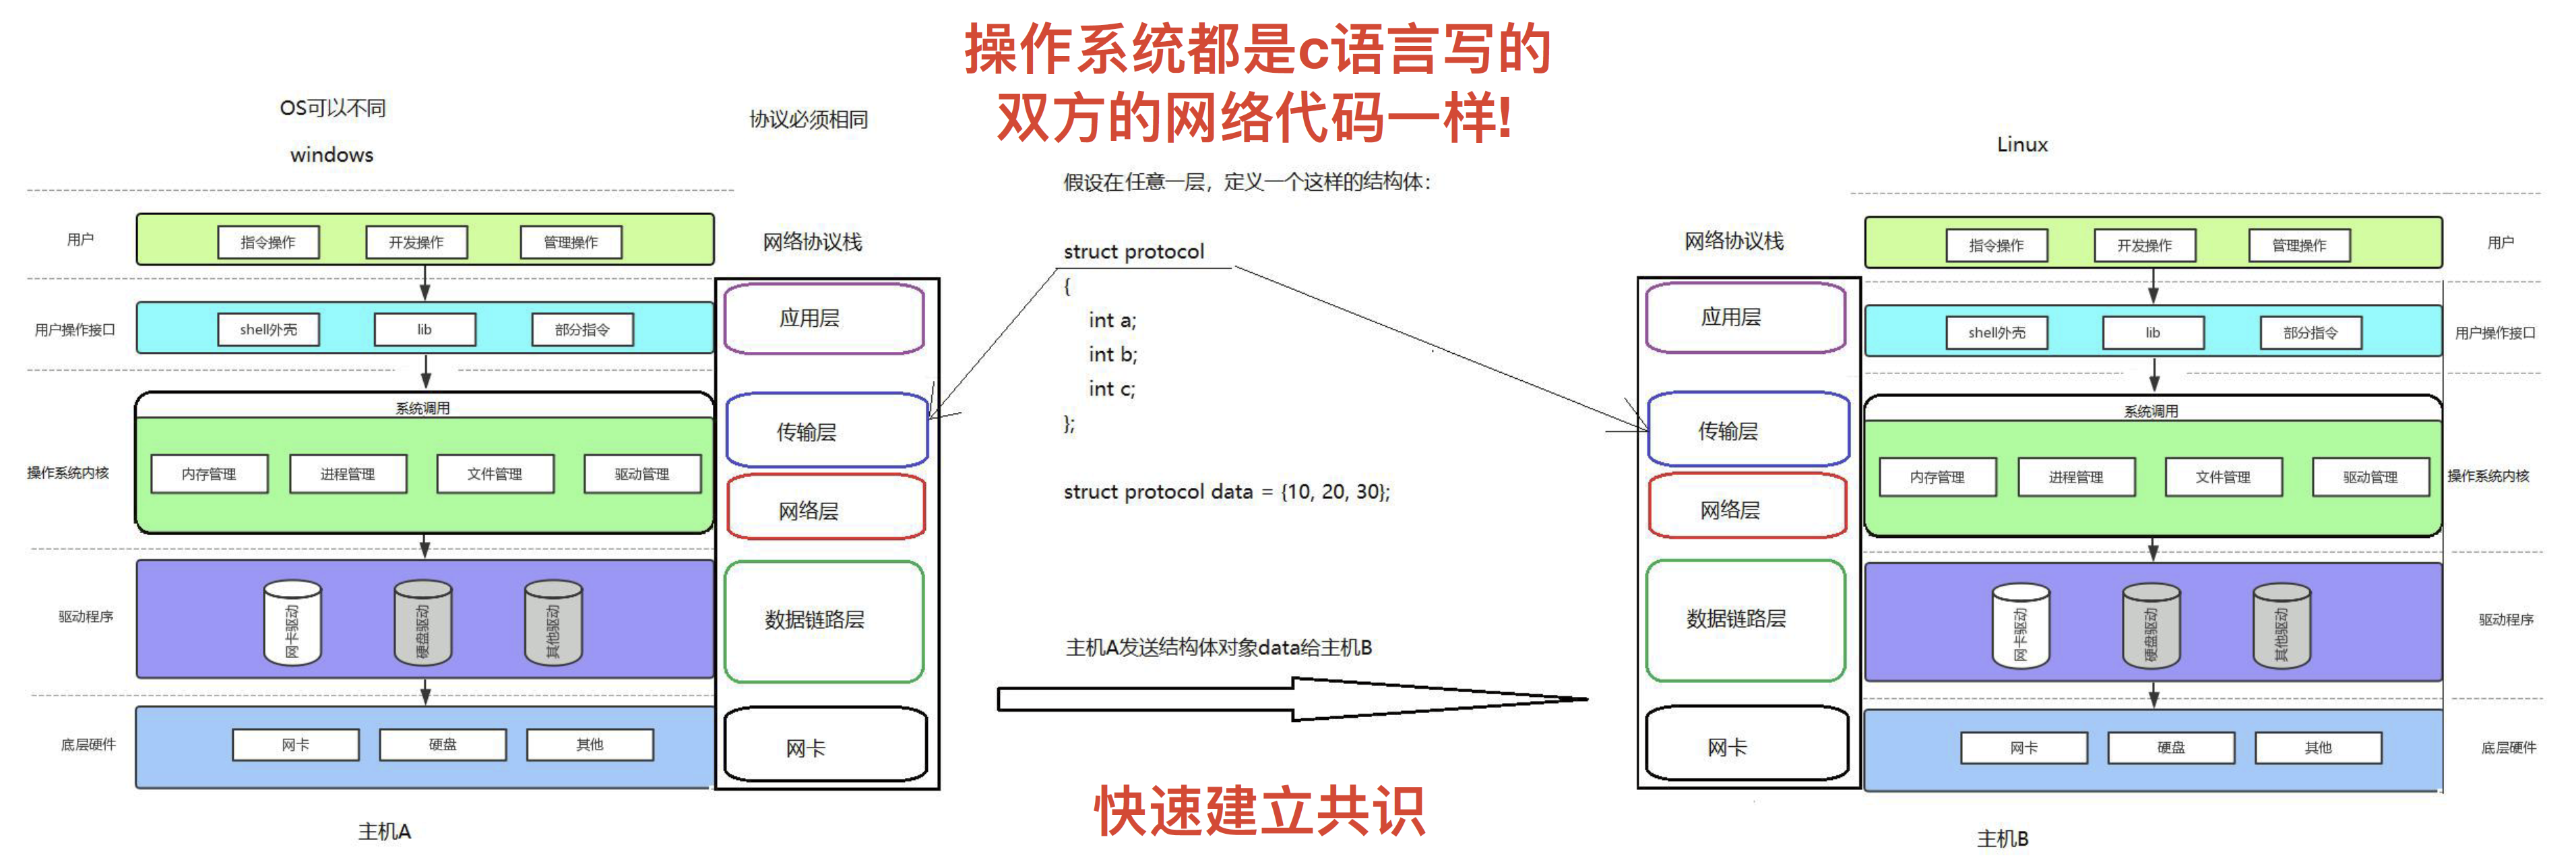 操作系统都是c语言写的
双方的网络代码一样!
OS可以不同
windows
协议必须相同
Linux
假设在任意一层，定义一个这样的结构体：
用户
指令操作
开发操作
管理操作
网络协议栈
struct protocol
{
int a;
int b;
int c;
};
struct protocol data = {10, 20, 30};
用户操作接口
shell外壳
lib
部分指令
应用层
系统调用
操作系统内核
内存管理
进程管理
文件管理
驱动管理
传输层
网络层
驱动程序
网卡驱动
硬盘驱动
其他驱动
数据链路层
底层硬件
网卡
硬盘
其他
网卡
主机A
主机A发送结构体对象data给主机B
快速建立共识
网络协议栈
应用层
传输层
网络层
数据链路层
网卡
指令操作
开发操作
管理操作
用户
shell外壳
lib
部分指令
用户操作接口
系统调用
内存管理
进程管理
文件管理
驱动管理
操作系统内核
网卡驱动
硬盘驱动
其他驱动
驱动程序
网卡
硬盘
其他
底层硬件
主机B